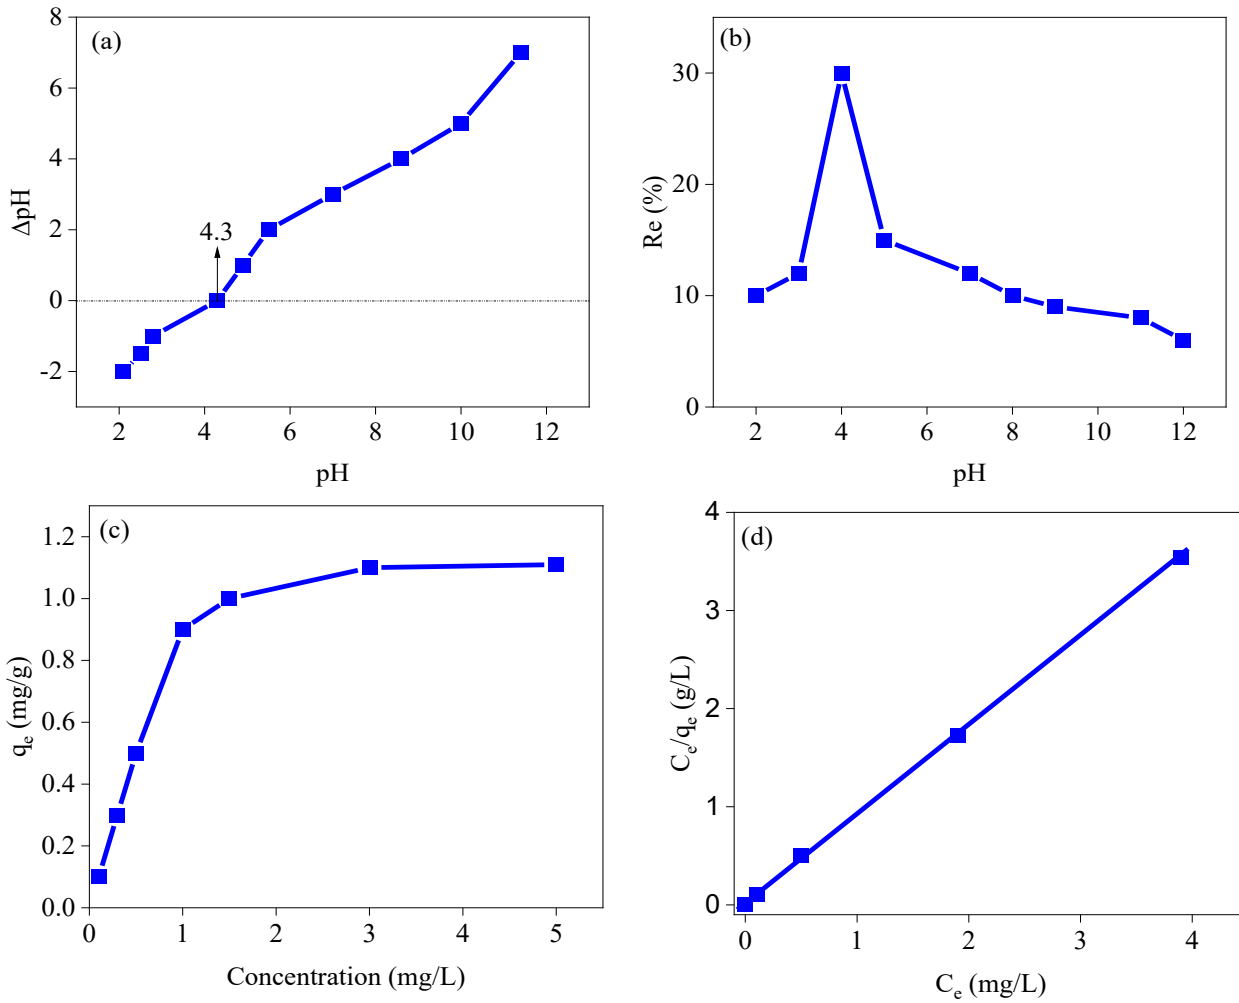 (a)
8
6
4
2
0
-2
4.3
ΔpH
2 4 6 8 10 12
pH
(b)
30
20
10
0
Re (%)
2 4 6 8 10 12
pH
(c)
1.2
1.0
0.8
0.6
0.4
0.2
0.0
qe (mg/g)
0 1 2 3 4 5
Concentration (mg/L)
(d)
4
3
2
1
0
Ce/qe (g/L)
0 1 2 3 4
Ce (mg/L)